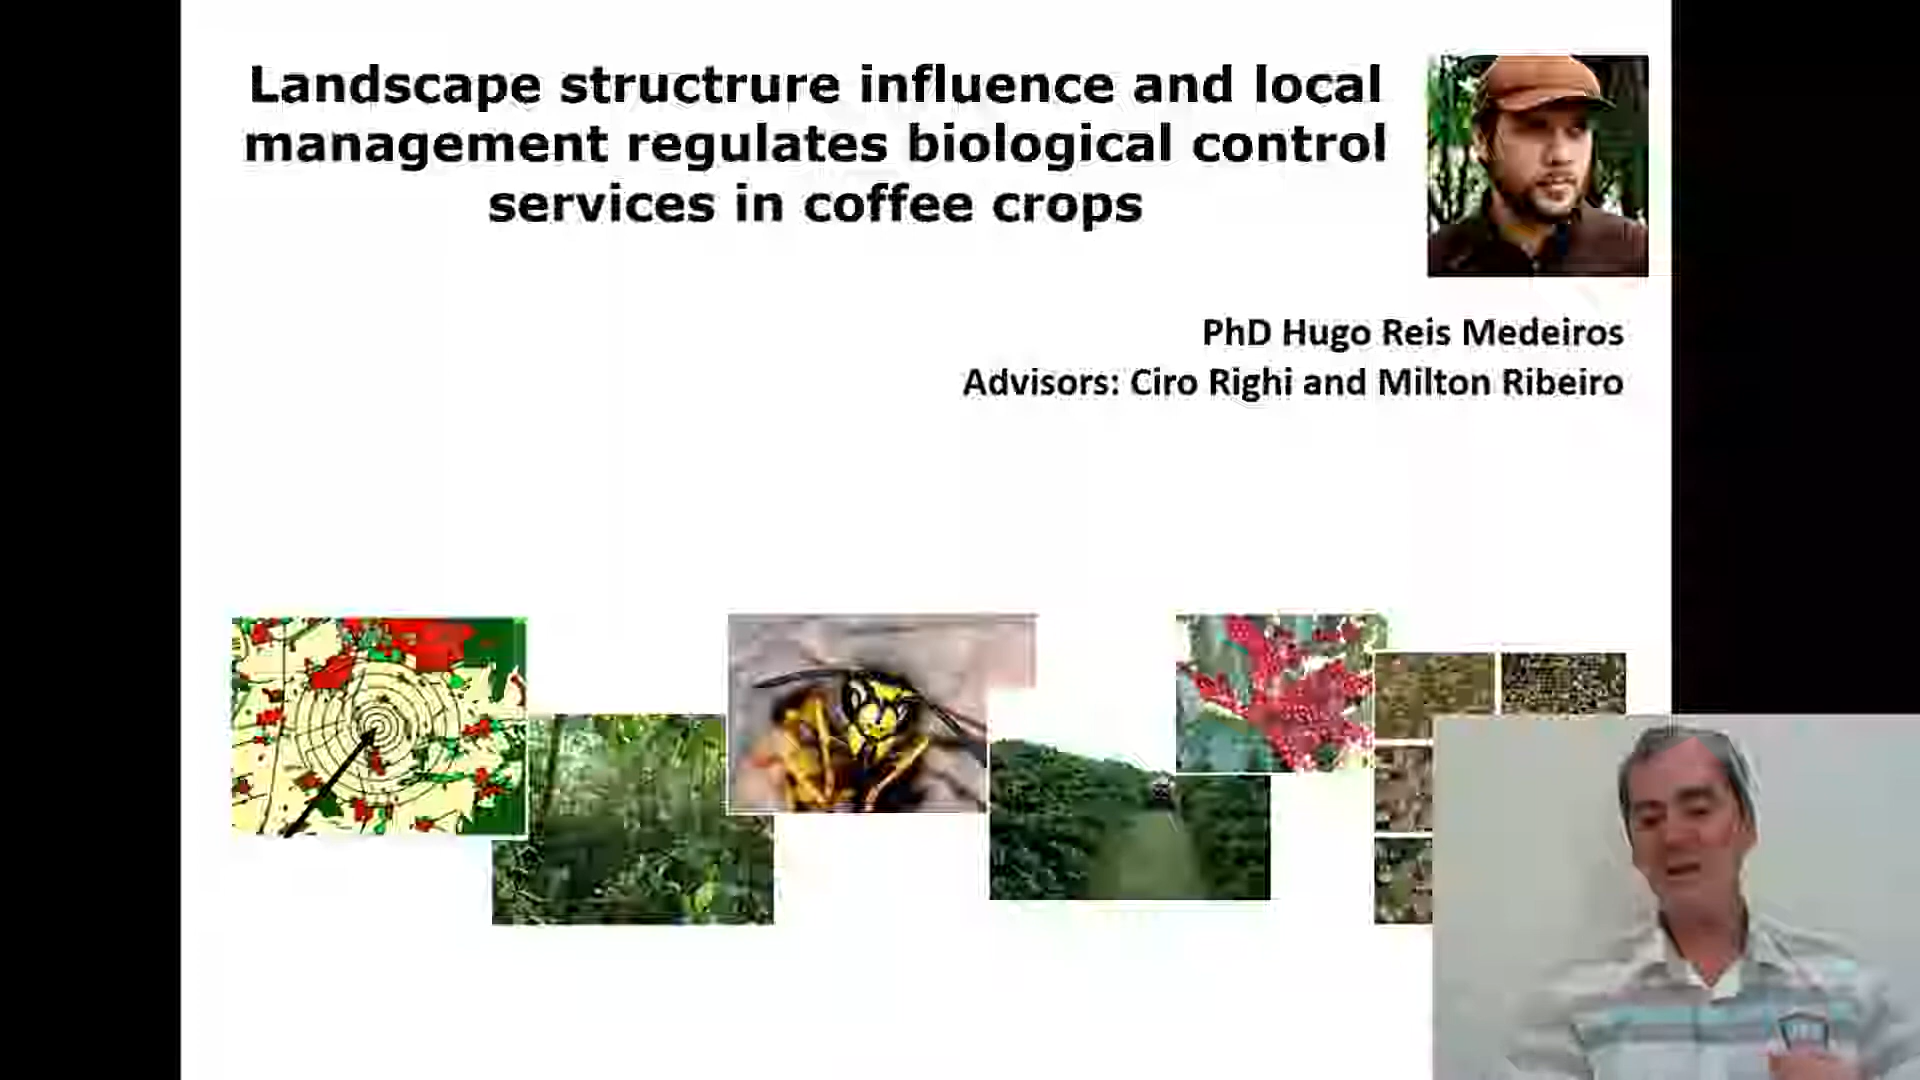 Landscape structrure influence and local
management regulates biological control
services in coffee crops
PhD Hugo Reis Medeiros
Advisors: Ciro Righi and Milton Ribeiro